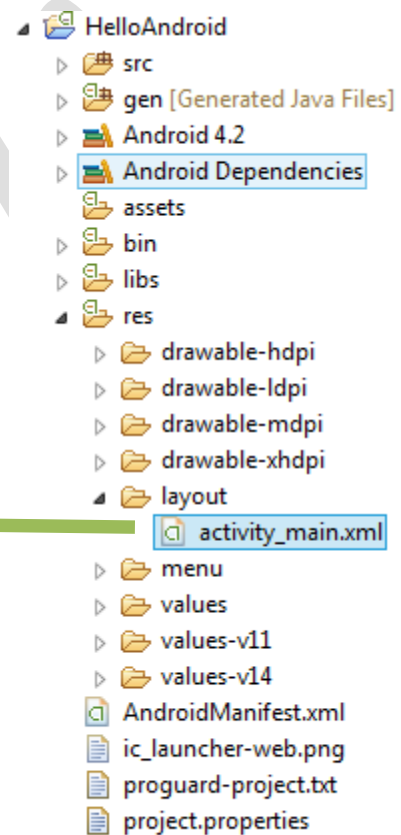 HelloAndroid
src
gen [Generated Java Files]
Android 4.2
Android Dependencies
assets
bin
libs
res
drawable-hdpi
drawable-ldpi
drawable-mdpi
drawable-xhdpi
layout
activity_main.xml
menu
values
values-v11
values-v14
AndroidManifest.xml
ic_launcher-web.png
proguard-project.txt
project.properties